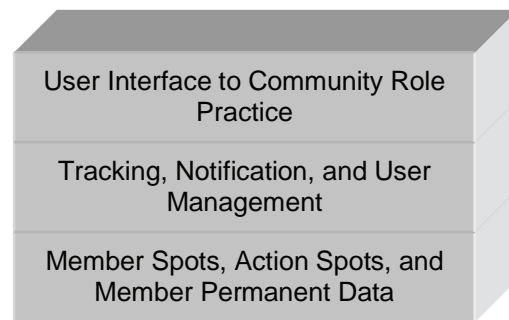 User Interface to Community Role
Practice
Tracking, Notification, and User
Management
Member Spots, Action Spots, and
Member Permanent Data